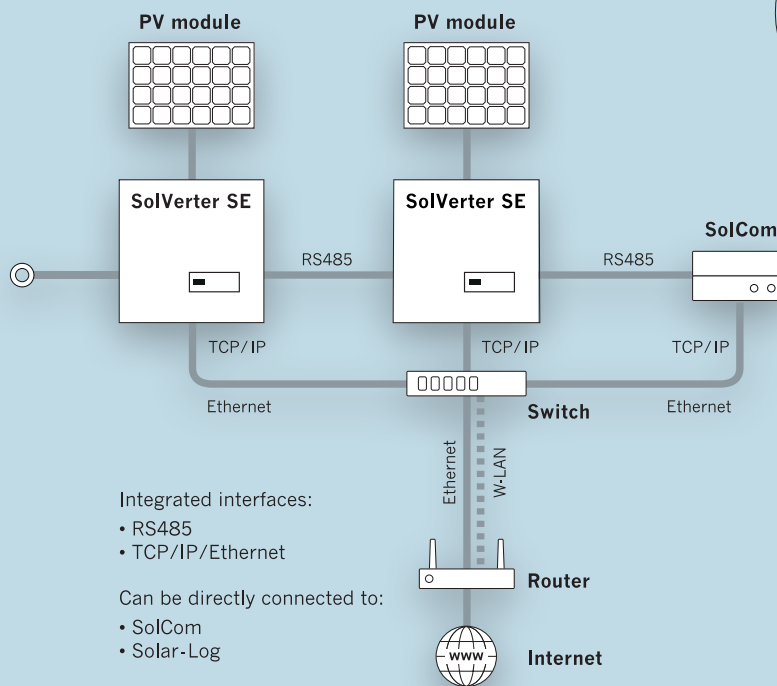 PV module
PV module
SolVerter SE
SolVerter SE
SolCom
RS485
RS485
TCP/IP
TCP/IP
TCP/IP
Ethernet
Switch
Ethernet
Ethernet
W-LAN
Integrated interfaces:
• RS485
• TCP/IP/Ethernet
Router
Can be directly connected to:
• SolCom
• Solar-Log
www
Internet